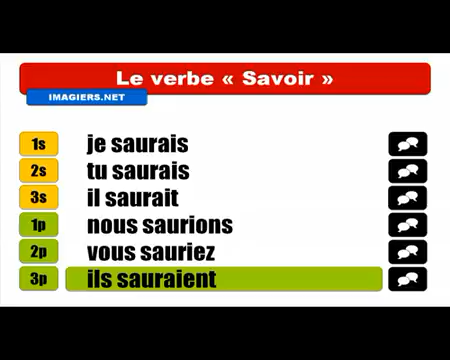 Le verbe « Savoir »
IMAGIERS.NET
1s je saurais
2s tu saurais
3s il saurait
1p nous saurions
2p vous sauriez
3p ils sauraient